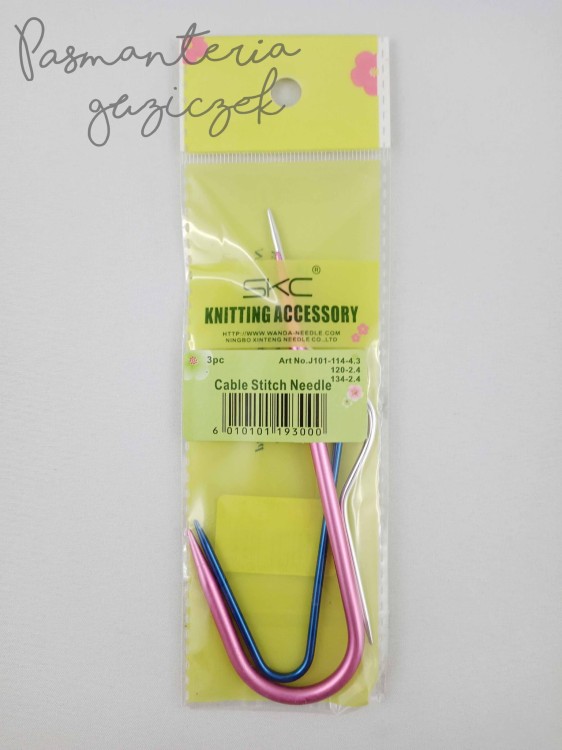 Pasmanteria
guziczek
SKC®
KNITTING ACCESSORY
HTTP://WWW.WANDA-NEEDLE.COM
NINGBO XINTENG NEEDLE CO.,LTD
3pc Art No.J101-114-4.3
120-2.4
134-2.4
Cable Stitch Needle
6 010101 193000